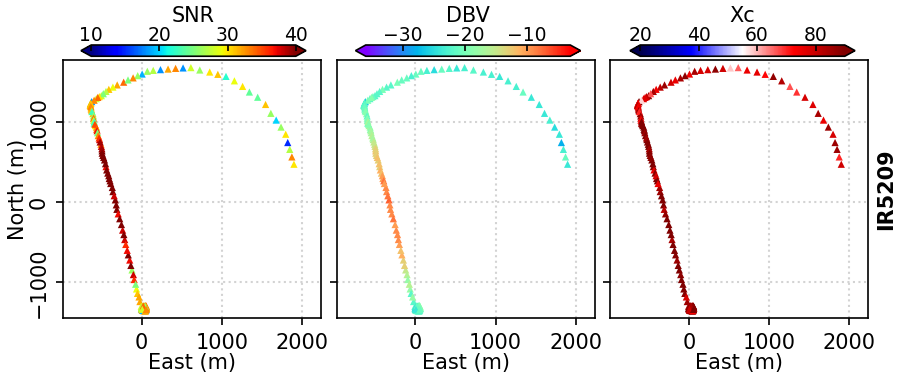 SNR DBV Xc
10 20 30 40 −30 −20 −10 20 40 60 80
North (m)
1000
0
−1000
IR5209
0 1000 2000 0 1000 2000 0 1000 2000
East (m) East (m) East (m)